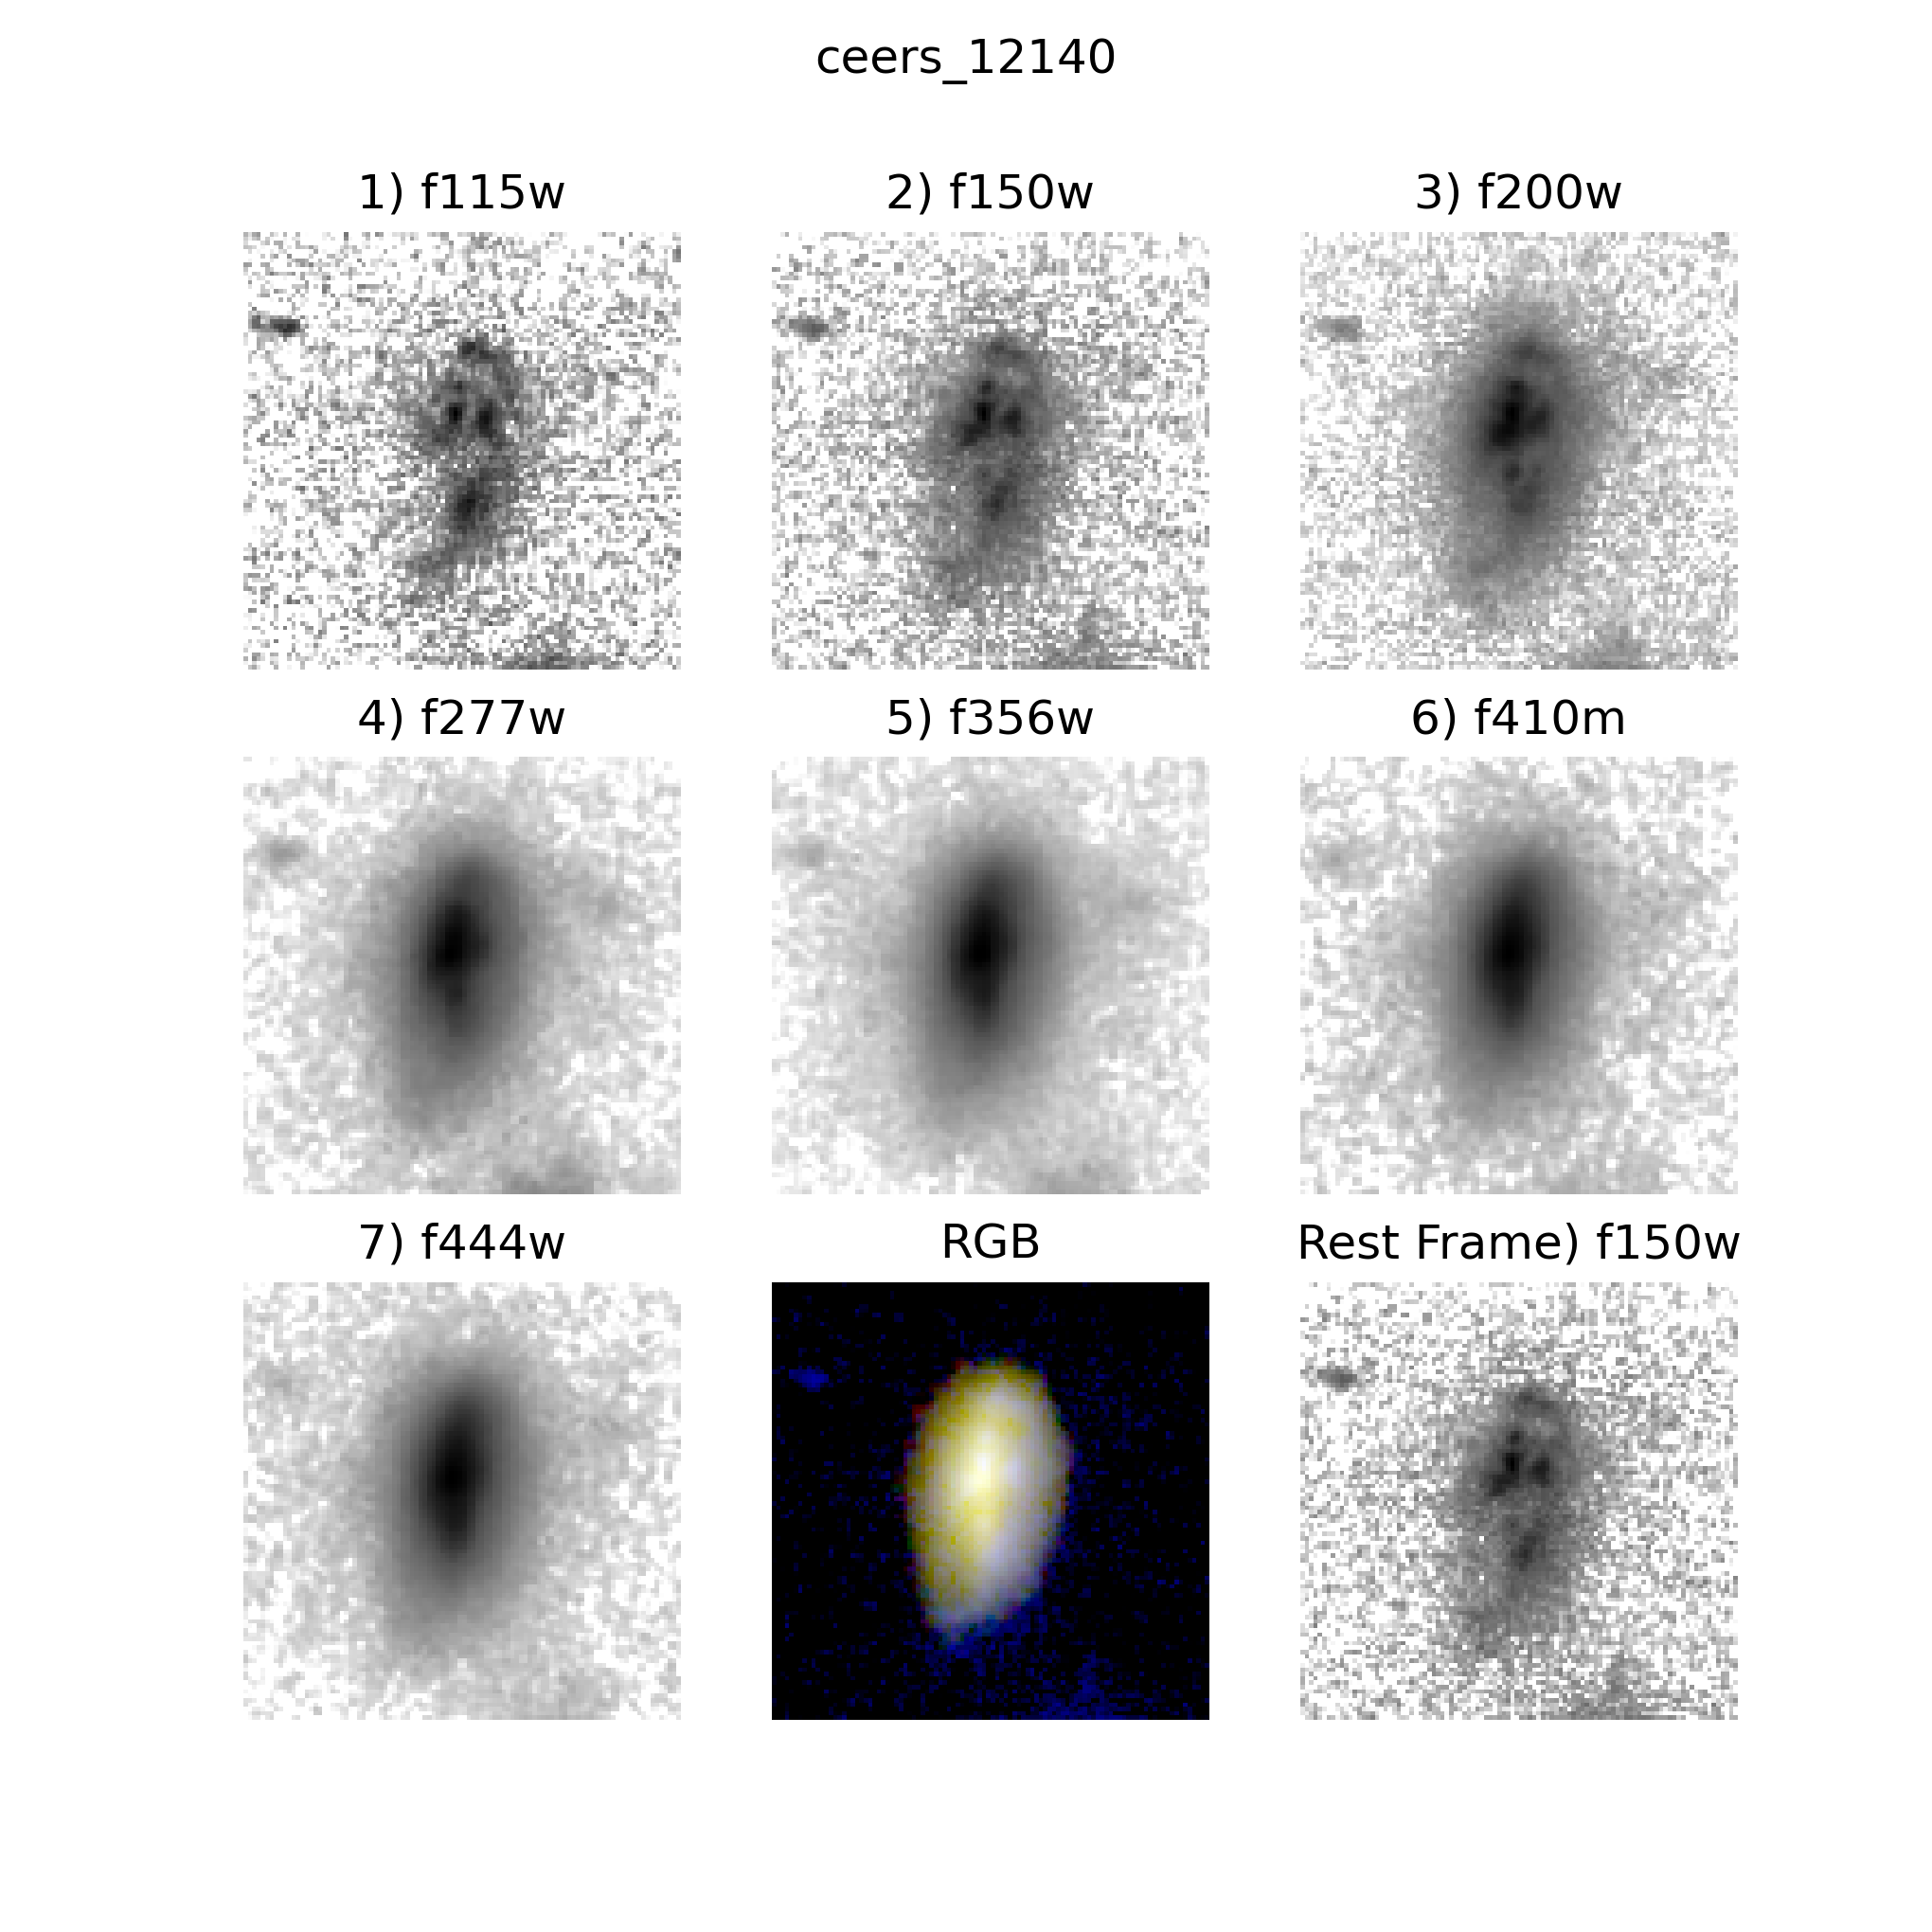 ceers_12140
1) f115w
2) f150w
3) f200w
4) f277w
5) f356w
6) f410m
7) f444w
RGB
Rest Frame) f150w